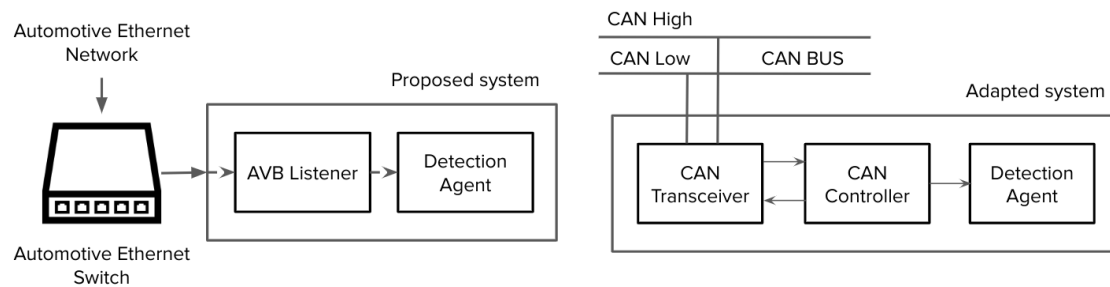 Automotive Ethernet
Network
Proposed system
AVB Listener
Detection
Agent
Automotive Ethernet
Switch
CAN High
CAN Low
CAN BUS
Adapted system
CAN
Transceiver
CAN
Controller
Detection
Agent